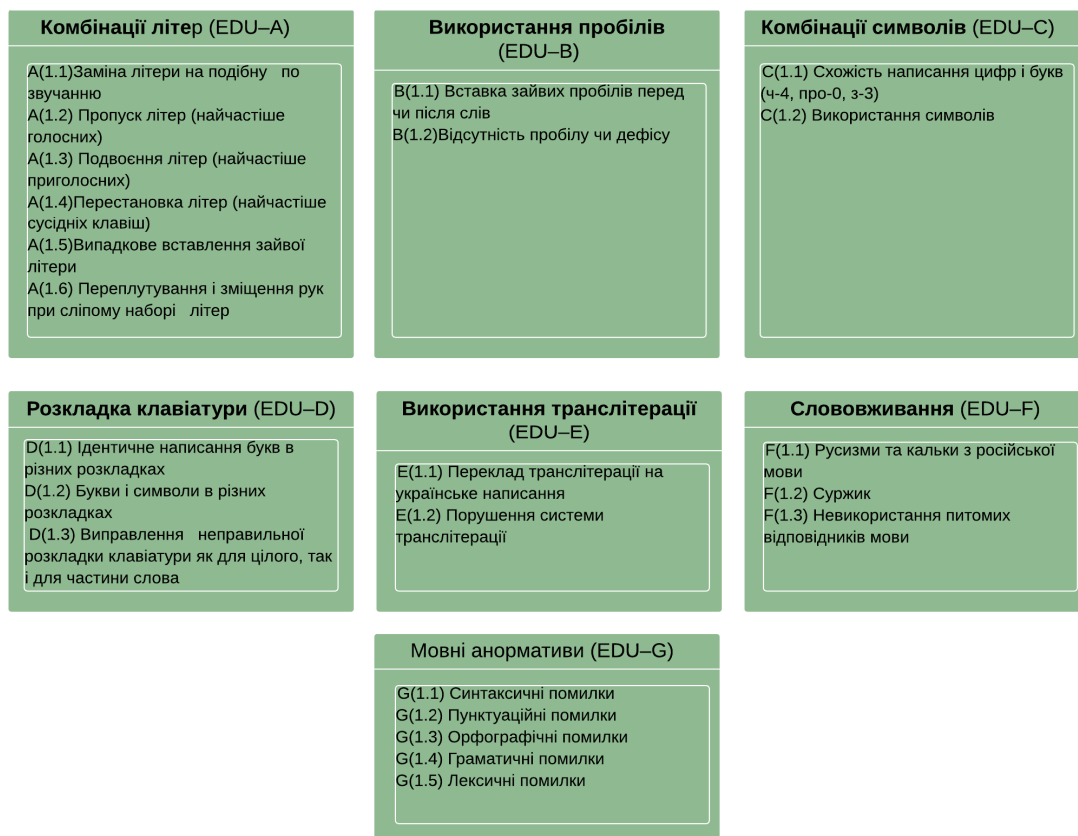 Комбінації літер (EDU–A)
А(1.1)Заміна літери на подібну по
звучанню
А(1.2) Пропуск літер (найчастіше
голосних)
А(1.3) Подвоєння літер (найчастіше
приголосних)
А(1.4)Перестановка літер (найчастіше
сусідніх клавіш)
А(1.5)Випадкове вставлення зайвої
літери
А(1.6) Переплутування і зміщення рук
при сліпому наборі літер
Використання пробілів
(EDU–B)
В(1.1) Вставка зайвих пробілів перед
чи після слів
В(1.2)Відсутність пробілу чи дефісу
Комбінації символів (EDU–C)
С(1.1) Схожість написання цифр і букв
(ч-4, про-0, з-3)
С(1.2) Використання символів
Розкладка клавіатури (EDU–D)
D(1.1) Ідентичне написання букв в
різних розкладках
D(1.2) Букви і символи в різних
розкладках
D(1.3) Виправлення неправильної
розкладки клавіатури як для цілого, так
і для частини слова
Використання транслітерації
(EDU–E)
Е(1.1) Переклад транслітерації на
українське написання
Е(1.2) Порушення системи
транслітерації
Слововживання (EDU–F)
F(1.1) Русизми та кальки з російської
мови
F(1.2) Суржик
F(1.3) Невикористання питомих
відповідників мови
Мовні анормативи (EDU–G)
G(1.1) Синтаксичні помилки
G(1.2) Пунктуаційні помилки
G(1.3) Орфографічні помилки
G(1.4) Граматичні помилки
G(1.5) Лексичні помилки